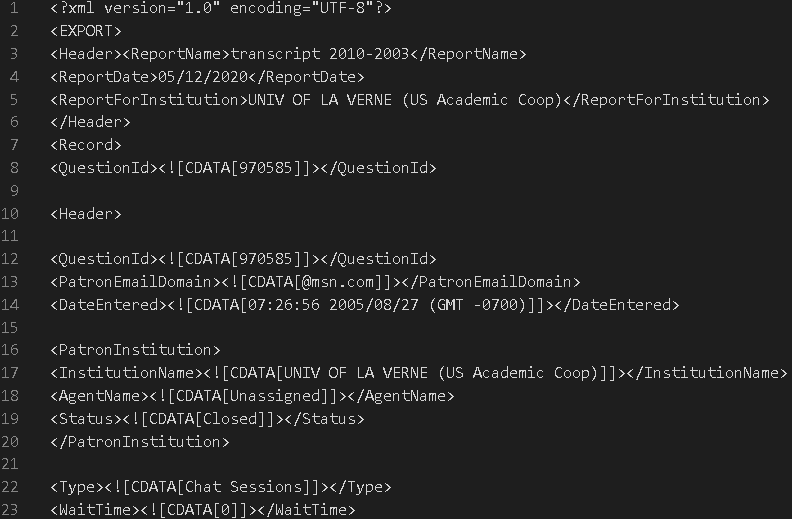 1 <?xml version="1.0" encoding="UTF-8"?>
2 <EXPORT>
3 <Header><ReportName>transcript 2010-2003</ReportName>
4 <ReportDate>05/12/2020</ReportDate>
5 <ReportForInstitution>UNIV OF LA VERNE (US Academic Coop)</ReportForInstitution>
6 </Header>
7 <Record>
8 <QuestionId><![CDATA[970585]]></QuestionId>
9
10 <Header>
11
12 <QuestionId><![CDATA[970585]]></QuestionId>
13 <PatronEmailDomain><![CDATA[@msn.com]]></PatronEmailDomain>
14 <DateEntered><![CDATA[07:26:56 2005/08/27 (GMT -0700)]]></DateEntered>
15
16 <PatronInstitution>
17 <InstitutionName><![CDATA[UNIV OF LA VERNE (US Academic Coop)]]></InstitutionName>
18 <AgentName><![CDATA[Unassigned]]></AgentName>
19 <Status><![CDATA[Closed]]></Status>
20 </PatronInstitution>
21
22 <Type><![CDATA[Chat Sessions]]></Type>
23 <WaitTime><![CDATA[0]]></WaitTime>